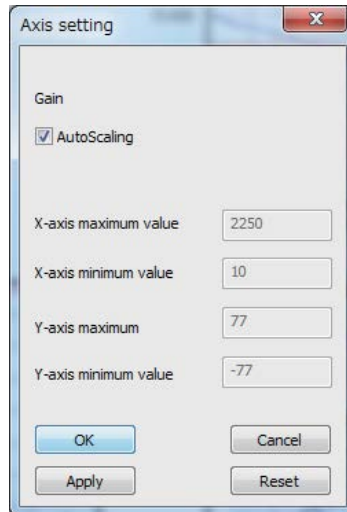 Axis setting
Gain
AutoScaling
X-axis maximum value 2250
X-axis minimum value 10
Y-axis maximum 77
Y-axis minimum value -77
OK Cancel
Apply Reset